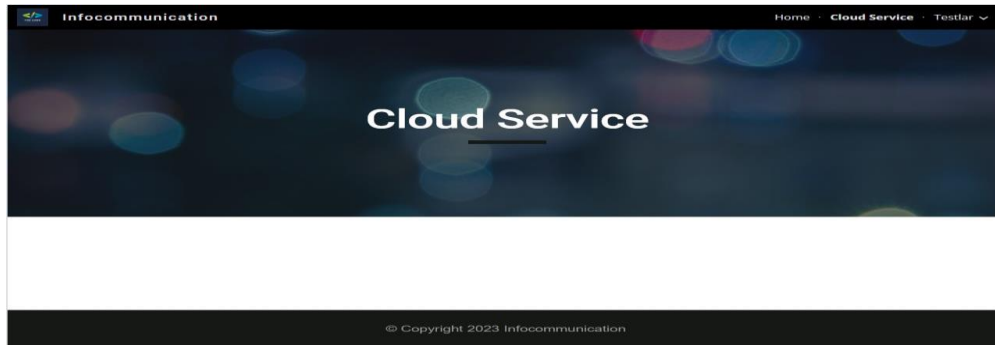 Infocommunication
Home · Cloud Service · Testlar
Cloud Service
© Copyright 2023 Infocommunication